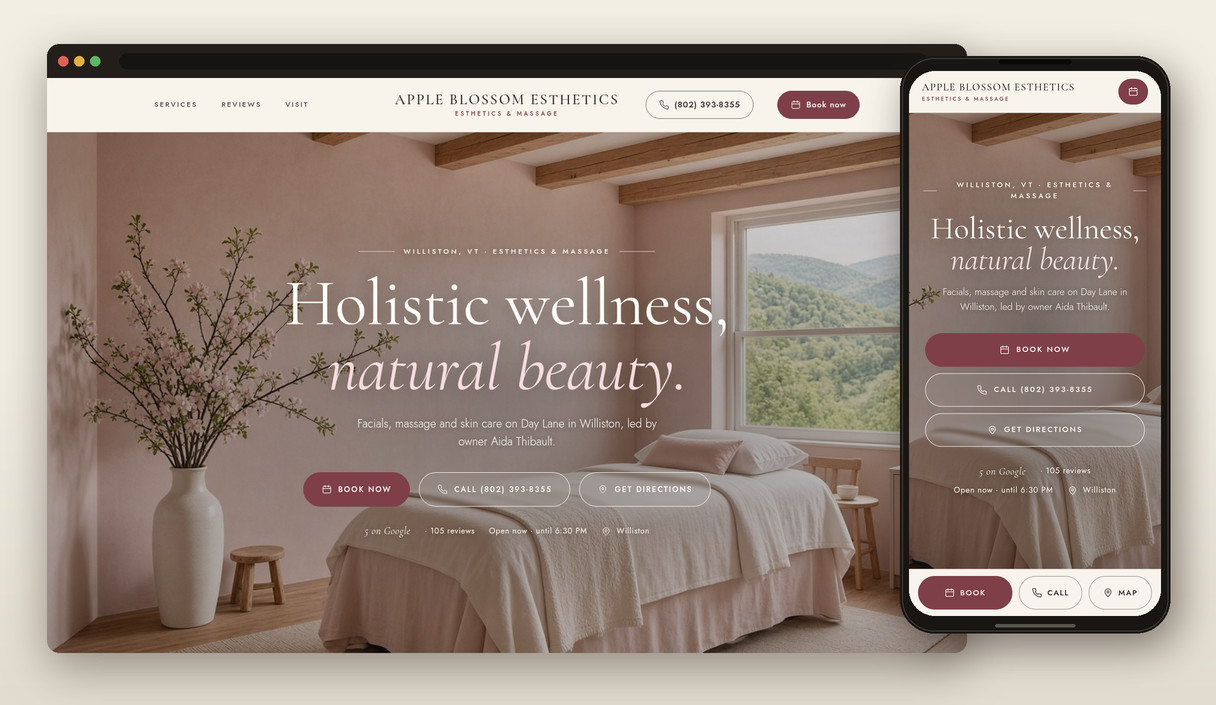 SERVICES REVIEWS VISIT
APPLE BLOSSOM ESTHETICS
ESTHETICS & MASSAGE
(802) 393-8355
Book now
WILLISTON, VT · ESTHETICS & MASSAGE
Holistic wellness,
natural beauty.
Facials, massage and skin care on Day Lane in Williston, led by
owner Aida Thibault.
BOOK NOW
CALL (802) 393-8355
GET DIRECTIONS
5 on Google · 105 reviews Open now · until 6:30 PM Williston
APPLE BLOSSOM ESTHETICS
ESTHETICS & MASSAGE
WILLISTON, VT · ESTHETICS &
MASSAGE
Holistic wellness,
natural beauty.
Facials, massage and skin care on Day Lane in
Williston, led by owner Aida Thibault.
BOOK NOW
CALL (802) 393-8355
GET DIRECTIONS
5 on Google · 105 reviews
Open now · until 6:30 PM Williston
BOOK
CALL
MAP